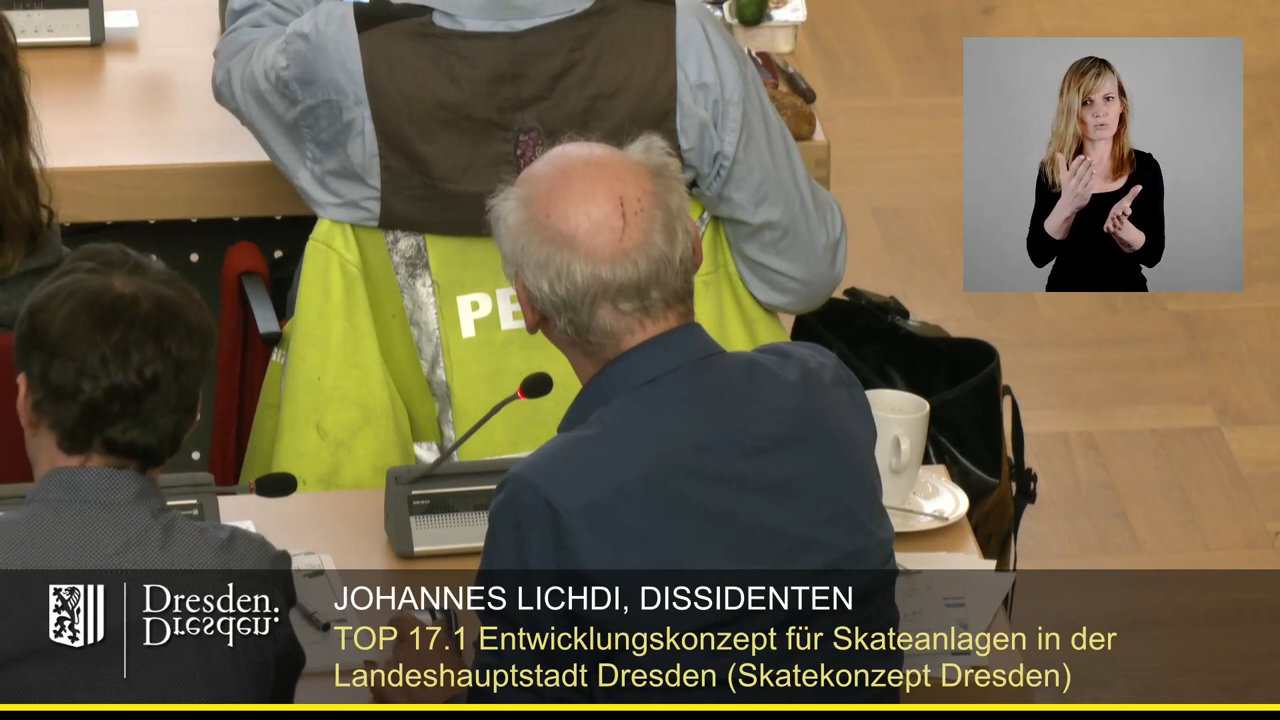 PE
Dresden.
Dresden.
JOHANNES LICHDI, DISSIDENTEN
TOP 17.1 Entwicklungskonzept für Skateanlagen in der
Landeshauptstadt Dresden (Skatekonzept Dresden)